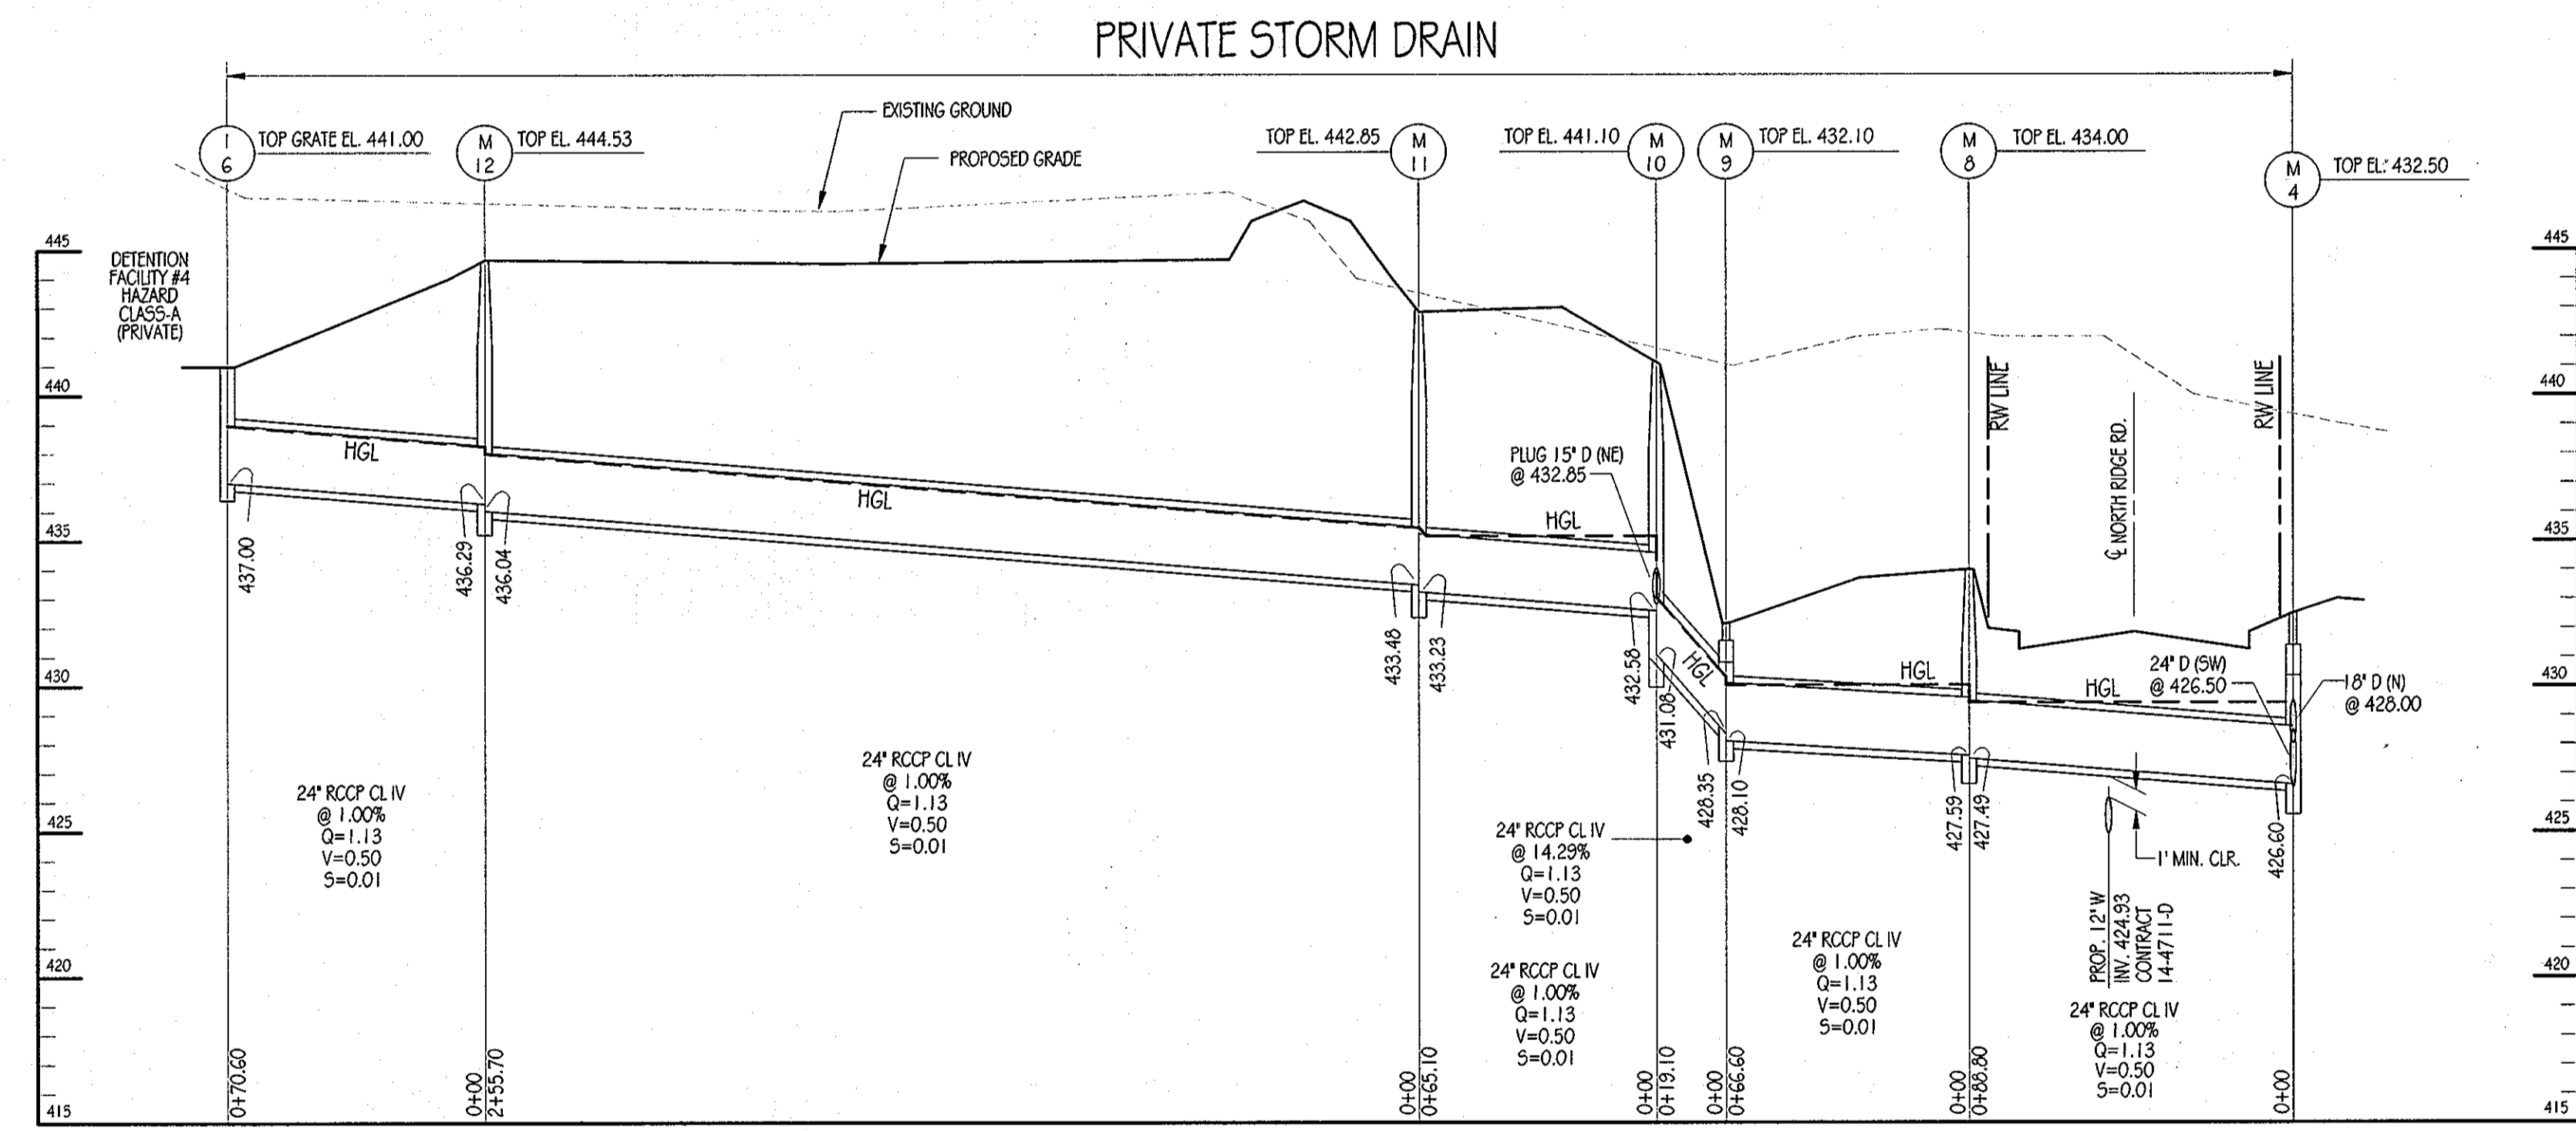 PRIVATE STORM DRAIN
EXISTING GROUND
PROPOSED GRADE
I
6
TOP GRATE EL. 441.00
M
12
TOP EL. 444.53
TOP EL. 442.85
M
11
TOP EL. 441.10
M
10
M
9
TOP EL. 432.10
M
8
TOP EL. 434.00
M
4
TOP EL. 432.50
445
445
DETENTION
FACILITY #4
HAZARD
CLASS-A
(PRIVATE)
440
440
RW LINE
RW LINE
℄ NORTH RIDGE RD.
HGL
HGL
HGL
HGL
HGL
HGL
PLUG 15" D (NE)
@ 432.85
435
435
437.00
436.29
436.04
433.48
433.23
432.58
431.08
428.35
428.10
427.59
427.49
426.60
430
430
24" D (SW)
@ 426.50
18" D (N)
@ 428.00
24" RCCP CL IV
@ 1.00%
Q=1.13
V=0.50
S=0.01
24" RCCP CL IV
@ 1.00%
Q=1.13
V=0.50
S=0.01
24" RCCP CL IV
@ 14.29%
Q=1.13
V=0.50
S=0.01
24" RCCP CL IV
@ 1.00%
Q=1.13
V=0.50
S=0.01
24" RCCP CL IV
@ 1.00%
Q=1.13
V=0.50
S=0.01
1' MIN. CLR.
PROP. 12" W
INV. 424.93
CONTRACT
14-4711-D
24" RCCP CL IV
@ 1.00%
Q=1.13
V=0.50
S=0.01
425
425
420
420
415
415
0+70.60
0+00
2+55.70
0+00
0+65.10
0+00
0+19.10
0+00
0+66.60
0+00
0+88.80
0+00